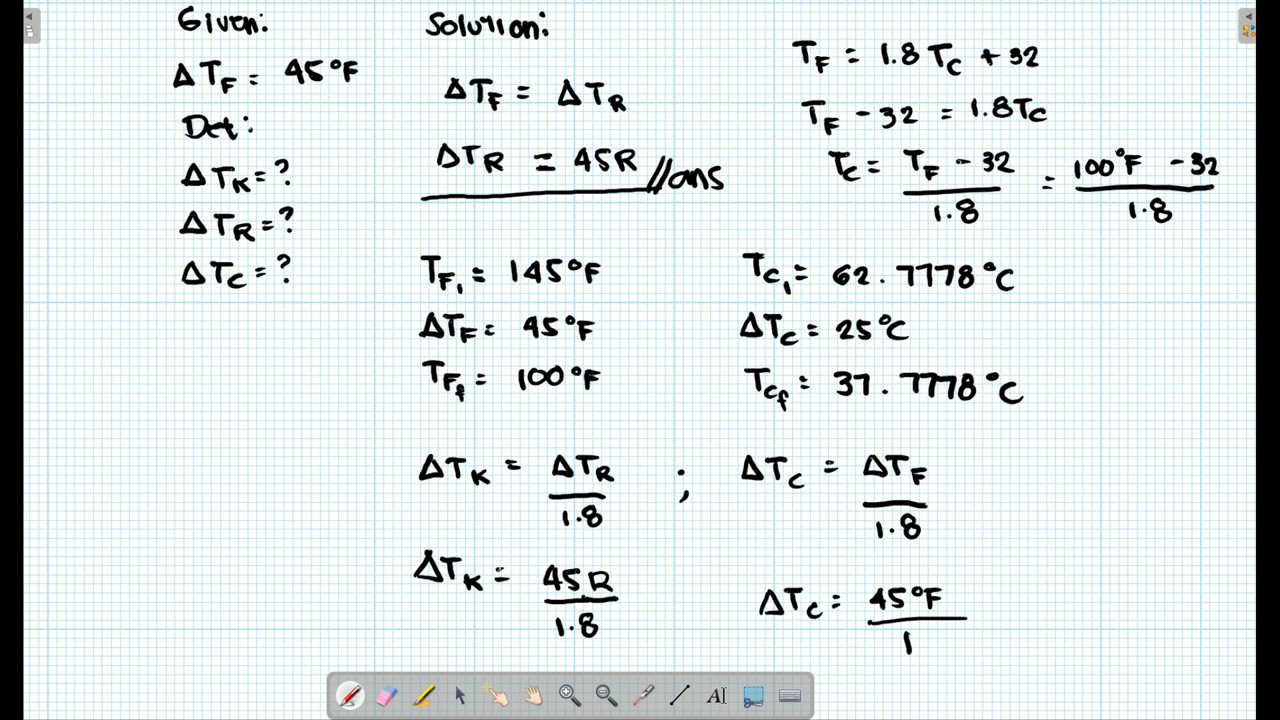 Given:
ΔT_F = 45°F
Det:
ΔT_K = ?
ΔT_R = ?
ΔT_C = ?
Solution:
ΔT_F = ΔT_R
ΔT_R = 45R //ans
T_F = 1.8 T_C + 32
T_F - 32 = 1.8T_C
T_C = (T_F - 32)/1.8 = (100°F - 32)/1.8
T_F₁ = 145°F
ΔT_F = 45°F
T_Ff = 100°F
T_C₁ = 62.7778°C
ΔT_C = 25°C
T_Cf = 37.7778°C
ΔT_K = ΔT_R/1.8 ; ΔT_C = ΔT_F/1.8
ΔT_K = 45R/1.8
ΔT_C = 45°F/1
A